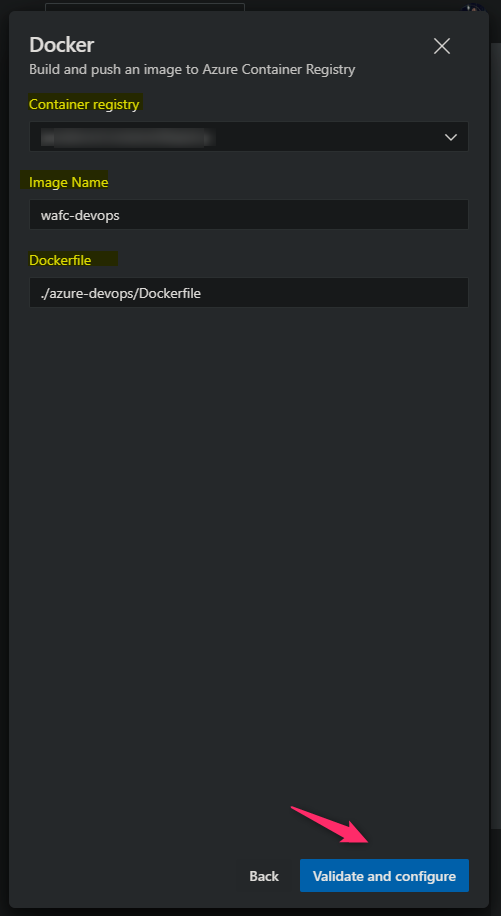 Docker
Build and push an image to Azure Container Registry
Container registry
Image Name
wafc-devops
Dockerfile
./azure-devops/Dockerfile
Back
Validate and configure